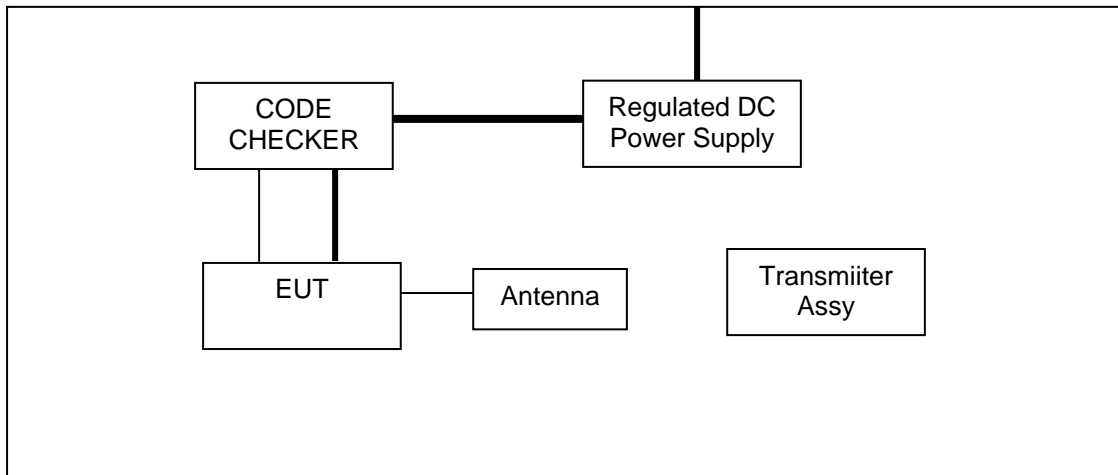 CODE
CHECKER
Regulated DC
Power Supply
EUT
Antenna
Transmiiter
Assy